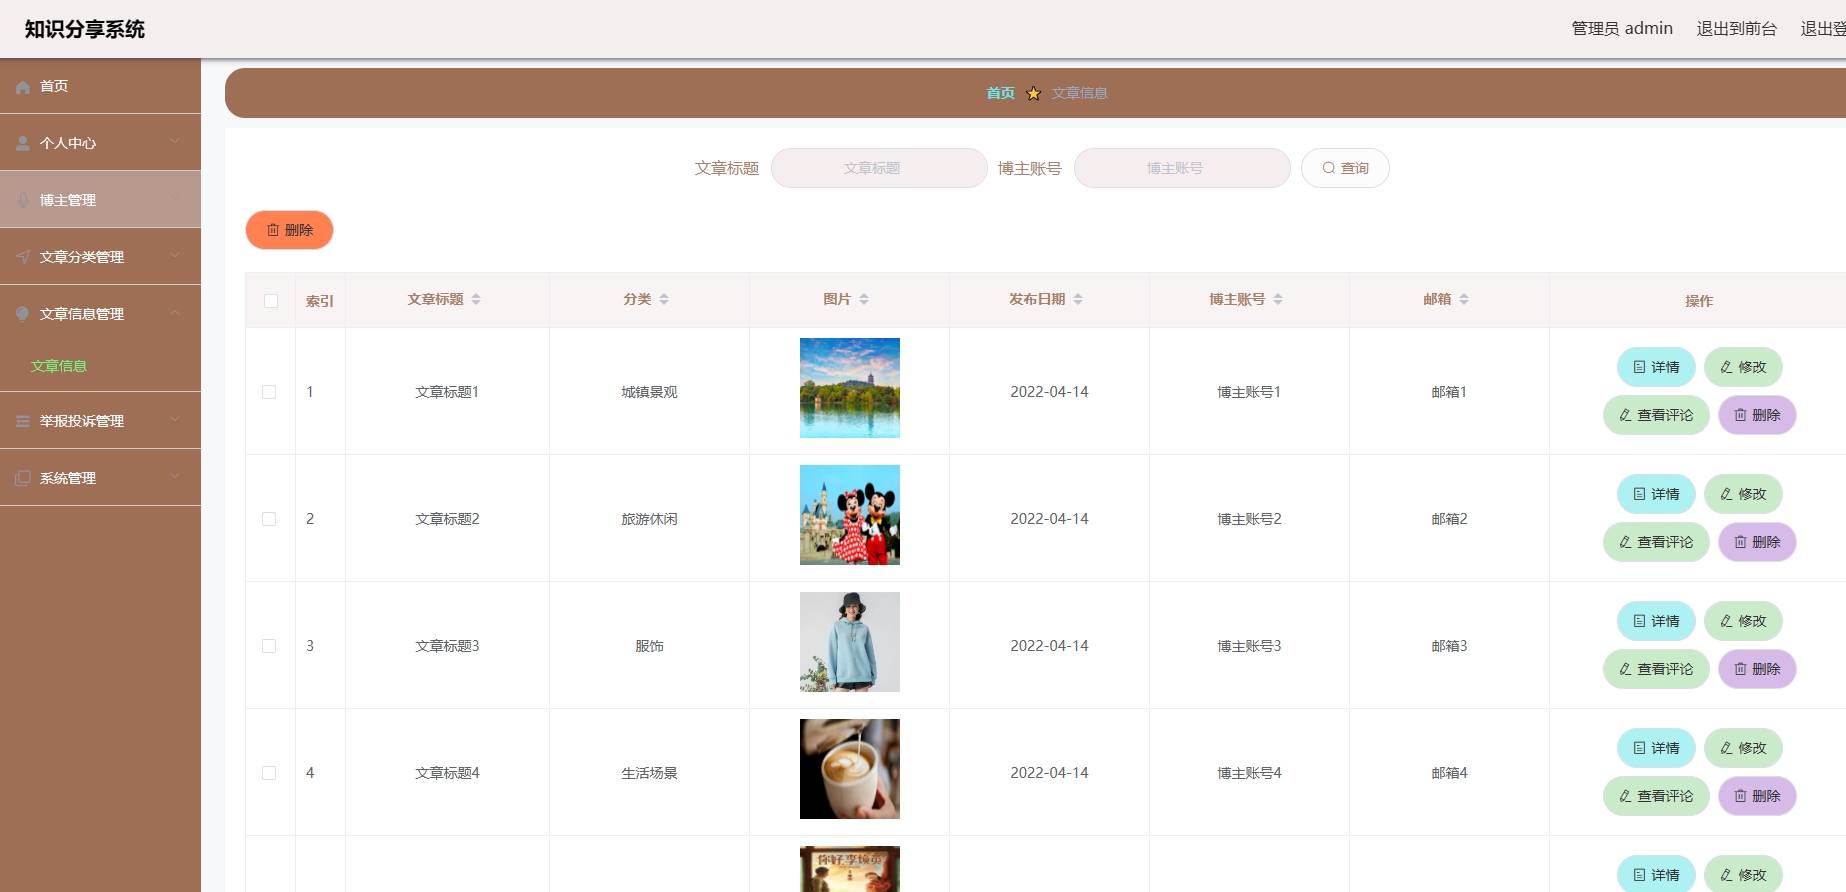 知识分享系统
管理员 admin 退出到前台 退出登
首页
个人中心
博主管理
文章分类管理
文章信息管理
文章信息
举报投诉管理
系统管理
首页 文章信息
文章标题 文章标题 博主账号 博主账号 查询
删除
索引 文章标题 分类 图片 发布日期 博主账号 邮箱 操作
1 文章标题1 城镇景观 2022-04-14 博主账号1 邮箱1
详情 修改
查看评论 删除
2 文章标题2 旅游休闲 2022-04-14 博主账号2 邮箱2
详情 修改
查看评论 删除
3 文章标题3 服饰 2022-04-14 博主账号3 邮箱3
详情 修改
查看评论 删除
4 文章标题4 生活场景 2022-04-14 博主账号4 邮箱4
详情 修改
查看评论 删除
你好李焕英
详情 修改